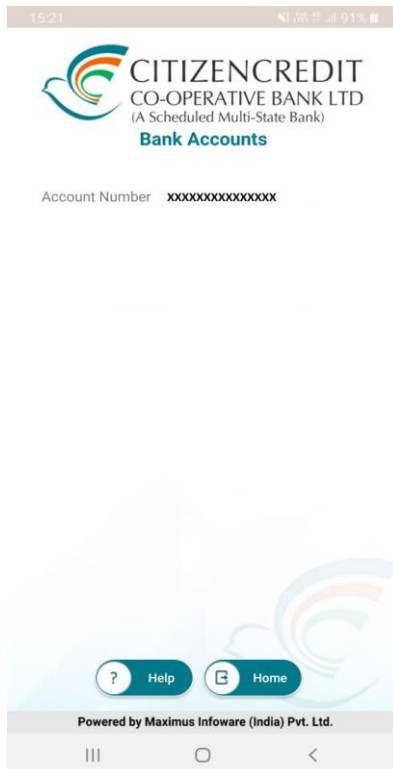 15:21 91%
CITIZENCREDIT
CO-OPERATIVE BANK LTD
(A Scheduled Multi-State Bank)
Bank Accounts
Account Number xxxxxxxxxxxxxxx
? Help Home
Powered by Maximus Infoware (India) Pvt. Ltd.